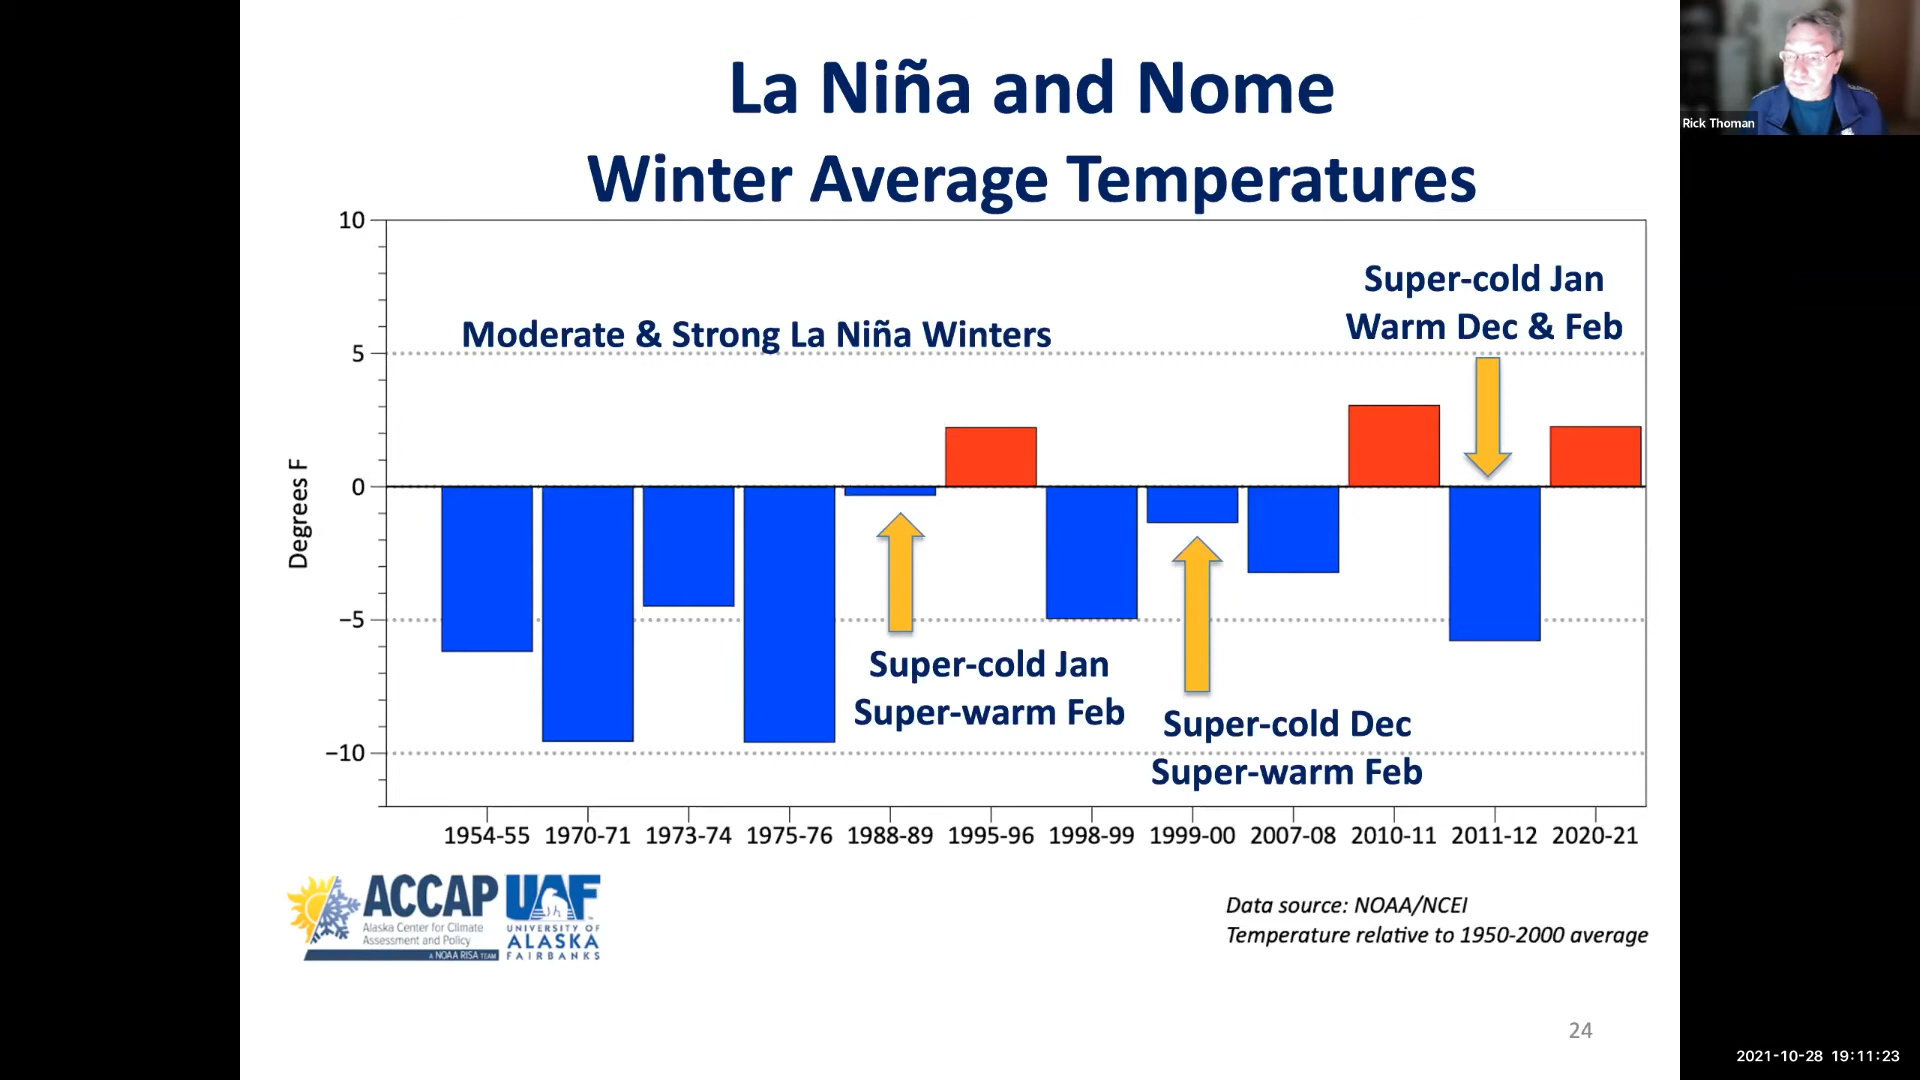 La Niña and Nome
Winter Average Temperatures
Rick Thoman
10
5
0
−5
−10
Degrees F
Moderate & Strong La Niña Winters
Super-cold Jan
Warm Dec & Feb
Super-cold Jan
Super-warm Feb
Super-cold Dec
Super-warm Feb
1954-55 1970-71 1973-74 1975-76 1988-89 1995-96 1998-99 1999-00 2007-08 2010-11 2011-12 2020-21
ACCAP
Alaska Center for Climate
Assessment and Policy
A NOAA RISA TEAM
UAF
UNIVERSITY OF
ALASKA
FAIRBANKS
Data source: NOAA/NCEI
Temperature relative to 1950-2000 average
24
2021-10-28 19:11:23